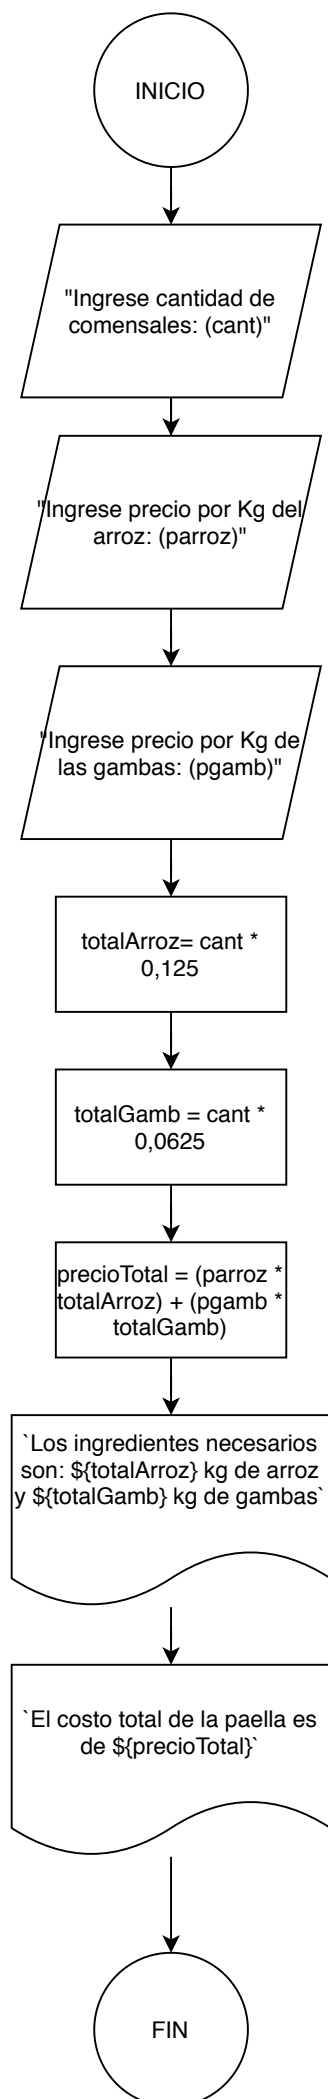 INICIO
"Ingrese cantidad de
comensales: (cant)"
"Ingrese precio por Kg del
arroz: (parroz)"
"Ingrese precio por Kg de
las gambas: (pgamb)"
totalArroz= cant *
0,125
totalGamb = cant *
0,0625
precioTotal = (parroz *
totalArroz) + (pgamb *
totalGamb)
`Los ingredientes necesarios
son: ${totalArroz} kg de arroz
y ${totalGamb} kg de gambas`
`El costo total de la paella es
de ${precioTotal}`
FIN